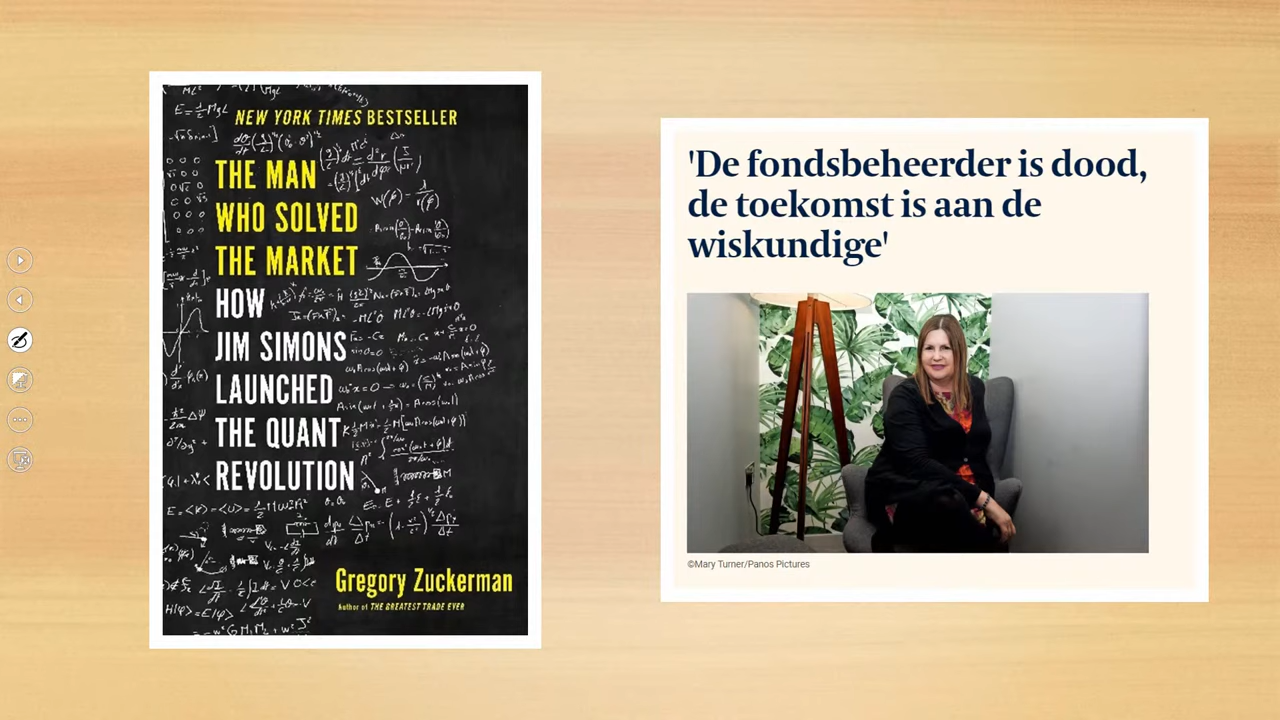 NEW YORK TIMES BESTSELLER
THE MAN
WHO SOLVED
THE MARKET
HOW
JIM SIMONS
LAUNCHED
THE QUANT
REVOLUTION
Gregory Zuckerman
Author of THE GREATEST TRADE EVER
'De fondsbeheerder is dood,
de toekomst is aan de
wiskundige'
©Mary Turner/Panos Pictures